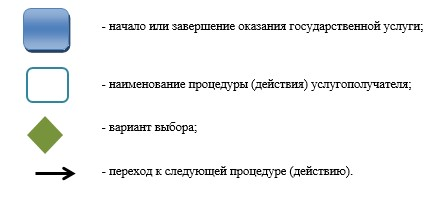 - начало или завершение оказания государственной услуги;
- наименование процедуры (действия) услугополучателя;
- вариант выбора;
- переход к следующей процедуре (действию).